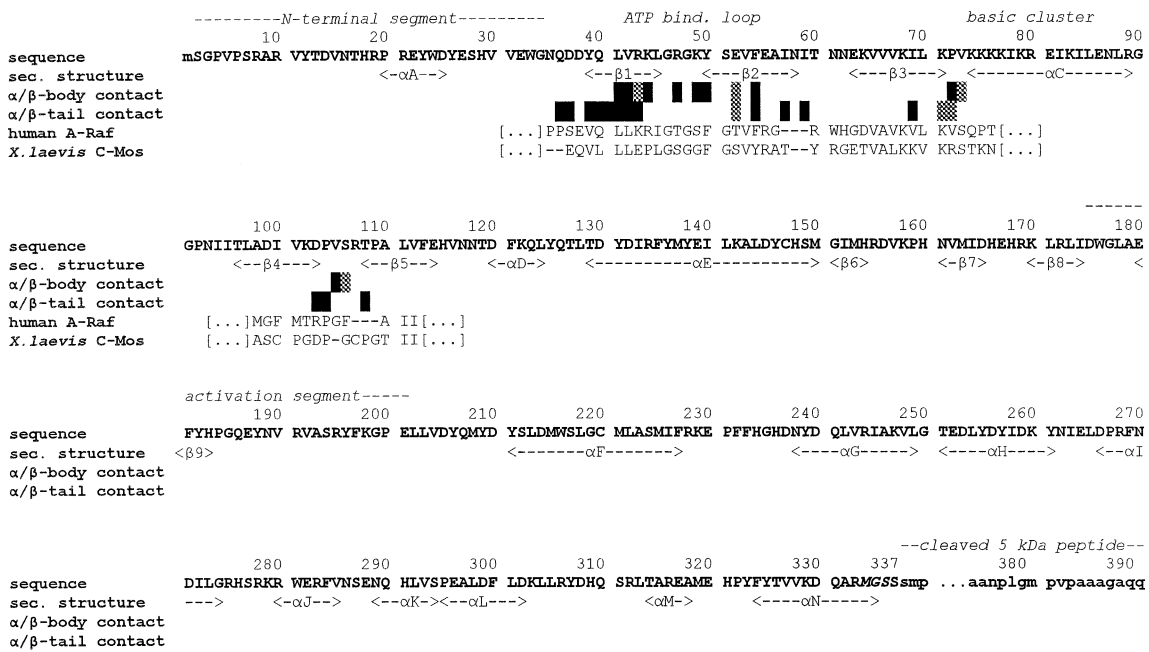 ----------N-terminal segment--------- ATP bind. loop basic cluster
10 20 30 40 50 60 70 80 90
sequence mSGPVPSRAR VYTDVNTHRP REYWDYESHV VEWGNQDDYQ LVRKLGRGKY SEVFEAINIT NNEKVVVKIL KPVKKKKIKR EIKILENLRG
sec. structure <-αA---> <--β1---> <---β2---> <---β3----> <------αC------->
α/β-body contact
α/β-tail contact
human A-Raf [...]PPSEVQ LLKRIGTGSF GTVFRG---R WHGDVAVKVL KVSQPT[...]
X.laevis C-Mos [...]--EQVL LLEPLGSGGF GSVYRAT--Y RGETVALKKV KRSTKN[...]
------
100 110 120 130 140 150 160 171 180
sequence GPNIITLADI VKDPVSRTPA LVFEHVNNTD FKQLYQTLTD YDIRFYMYEI LKALDYCHSM GIMHRDVKPH NVMIDHEHRK LRLIDWGLAE
sec. structure <--β4---> <--β5---> <-αD--> <---------αE----------> <β6> <-β7-> <-β8--> <
α/β-body contact
α/β-tail contact
human A-Raf [...]MGF MTRPGF---A II[...]
X.laevis C-Mos [...]ASC PGDP-GCPGT II[...]
activation segment-----
190 200 210 220 230 240 250 260 270
sequence FYHPGQEYNV RVASRYFKGP ELLVDYQMYD YSLDMWSLGC MLASMIFRKE PFFHGHDNYD QLVRIAKVLG TEDLYDYIDK YNIELDPRFN
sec. structure <β9> <-------αF-------> <----αG-----> <----αH----> <--αI
α/β-body contact
α/β-tail contact
--cleaved 5 kDa peptide--
280 290 300 310 320 330 337 380 392
sequence DILGRHSRKR WERFVNSENQ HLVSPEALDF LDKLLRYDHQ SRLTAREAME HPYFYTVVKD QARMGSSsmp ...aanplgm pvpaaagaqq
sec. structure ---> <-αJ--> <--αK--><--αL---> <-αM-> <----αN----->
α/β-body contact
α/β-tail contact